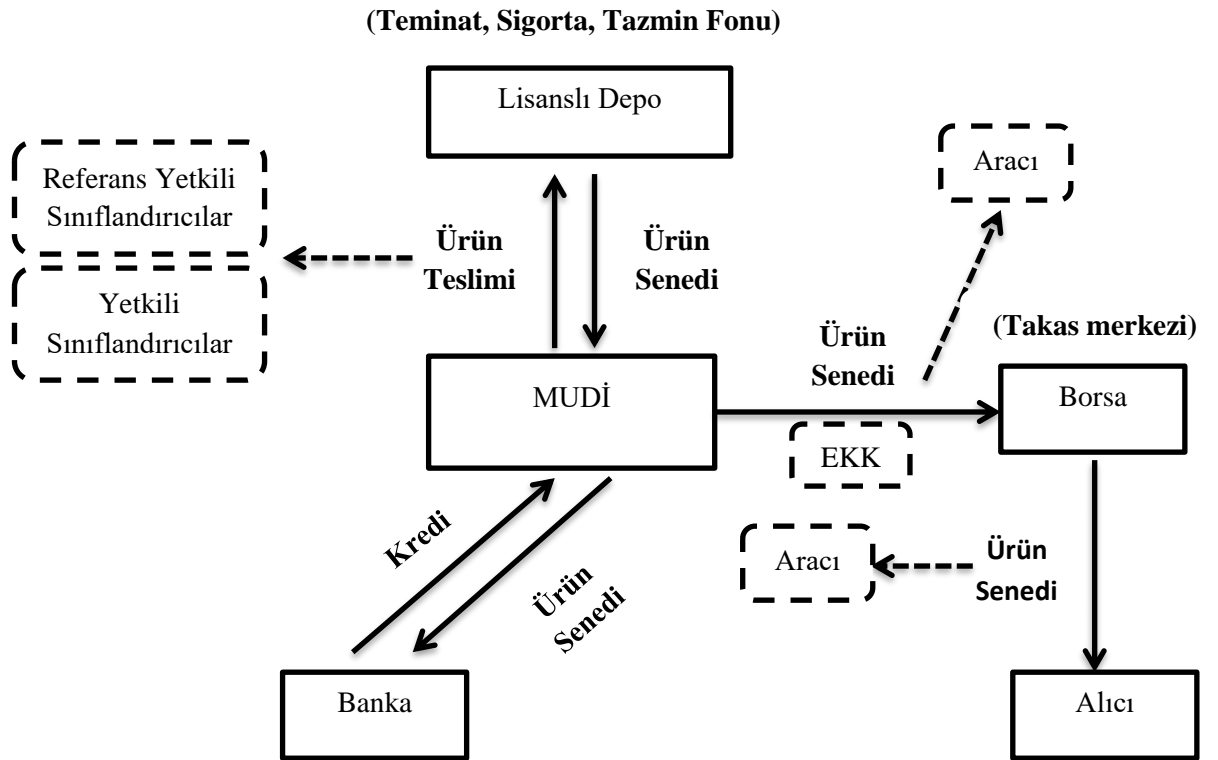 (Teminat, Sigorta, Tazmin Fonu)
Lisanslı Depo
Referans Yetkili
Sınıflandırıcılar
Yetkili
Sınıflandırıcılar
Ürün
Teslimi
Ürün
Senedi
Aracı
MUDİ
Ürün
Senedi
EKK
(Takas merkezi)
Borsa
Kredi
Ürün
Senedi
Aracı
Ürün
Senedi
Banka
Alıcı